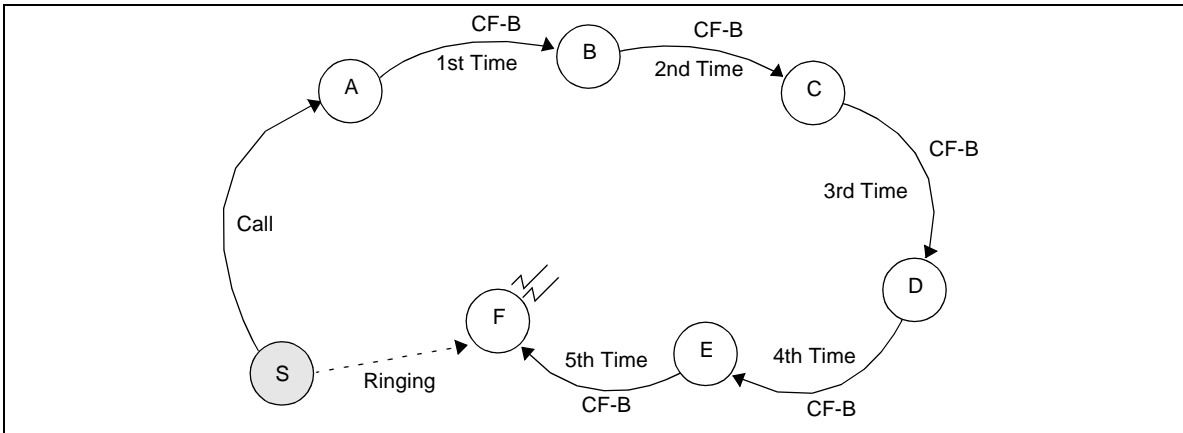 CF-B
B
CF-B
1st Time
2nd Time
A
C
CF-B
3rd Time
Call
D
F
E
5th Time
4th Time
S
Ringing
CF-B
CF-B